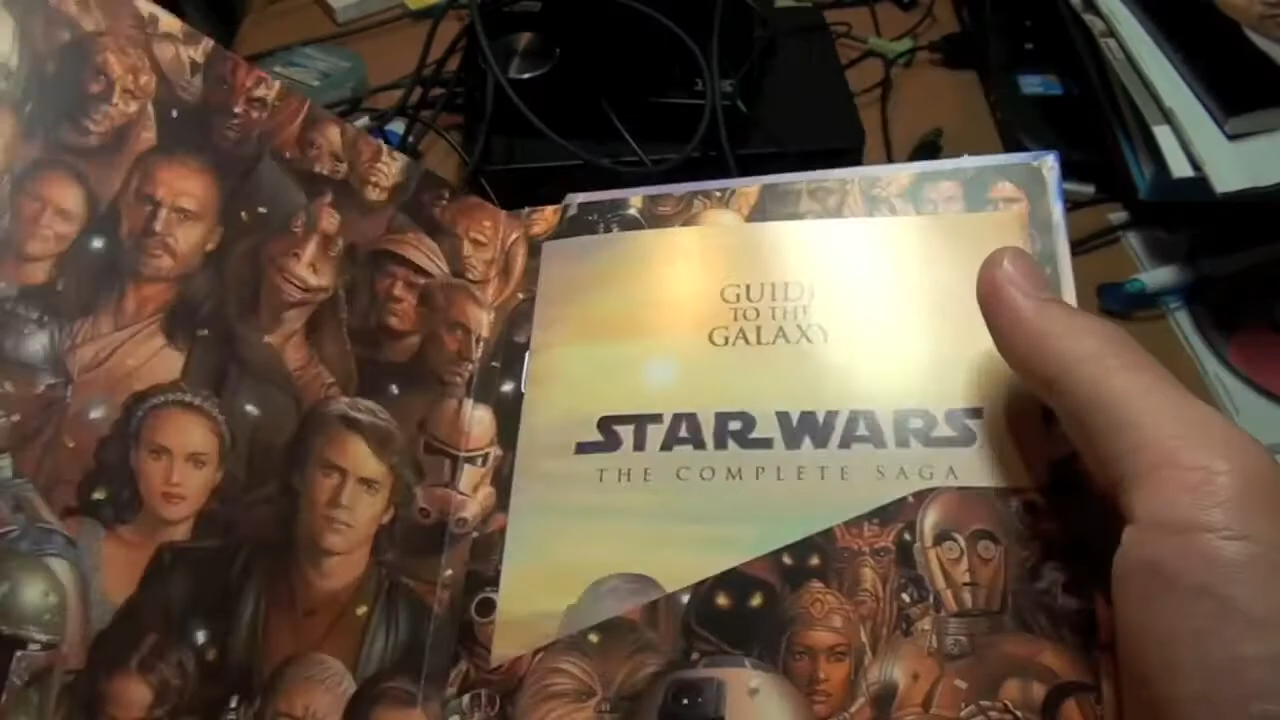 GUIDE
TO THE
GALAXY
STAR WARS
THE COMPLETE SAGA